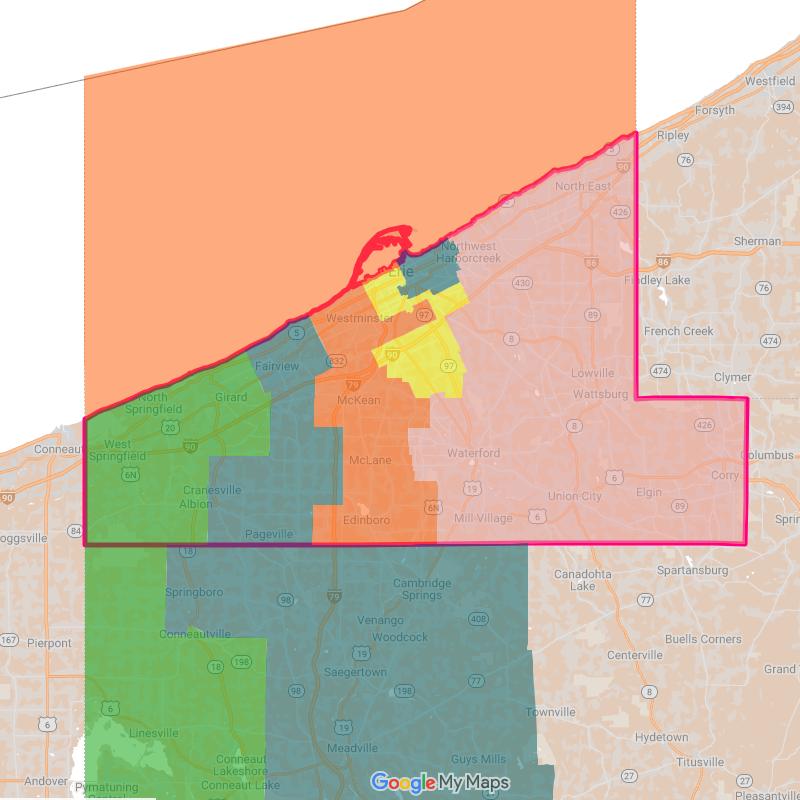 Westfield
394
Forsyth
Ripley
5
76
90
North East
426
Sherman
Northwest
Harborcreek
86
86
Erie
Findley Lake
76
430
Westminster
97
89
French Creek
5
8
474
832
90
Fairview
97
Lowville
474
Clymer
79
Wattsburg
North
Springfield
Girard
McKean
20
8
426
Conneaut
West
Springfield
90
Waterford
Columbus
McLane
6N
6
Corry
90
Cranesville
19
Union City
Elgin
Albion
6N
89
Edinboro
Mill Village
6
84
Pageville
oggsville
18
Canadohta
Lake
Spartansburg
Springboro
98
79
Cambridge
Springs
77
408
Venango
167
Pierpont
Conneautville
Woodcock
Buells Corners
19
Centerville
18
198
Saegertown
77
98
198
8
6
6
Townville
19
Linesville
Meadville
Hydetown
Conneaut
Lakeshore
Guys Mills
Titusville
Andover
Pymatuning
Central
Conneaut Lake
Google My Maps
27
27
Pleasantville